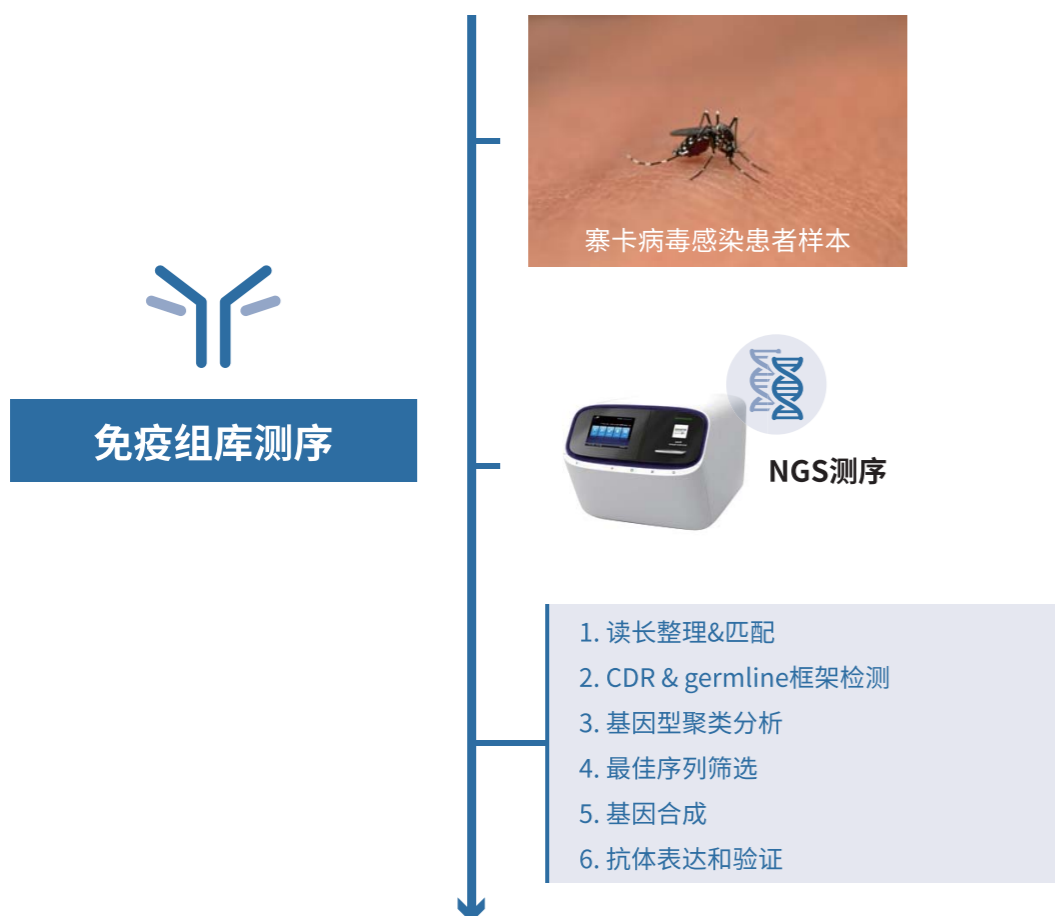 寨卡病毒感染患者样本
免疫组库测序
NGS测序
1. 读长整理&匹配
2. CDR & germline框架检测
3. 基因型聚类分析
4. 最佳序列筛选
5. 基因合成
6. 抗体表达和验证